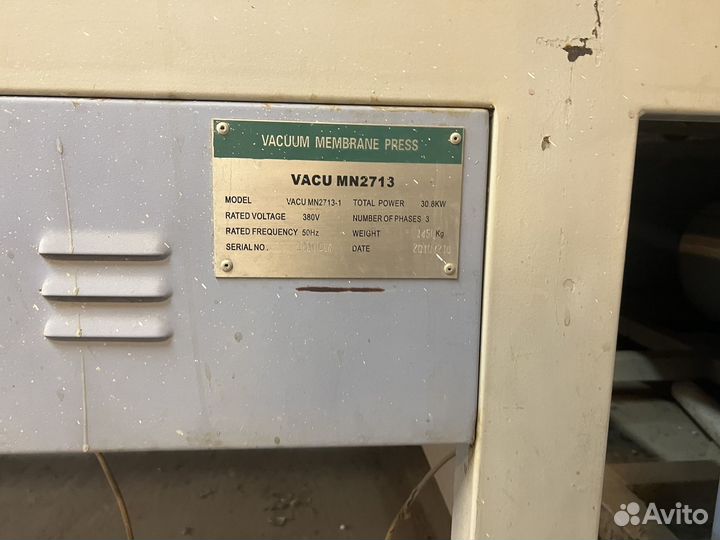 VACUUM MEMBRANE PRESS
VACU MN2713
MODEL VACU MN2713-1 TOTAL POWER 30.8KW
RATED VOLTAGE 380V NUMBER OF PHASES 3
RATED FREQUENCY 50Hz WEIGHT Kg
SERIAL NO. DATE
Avito